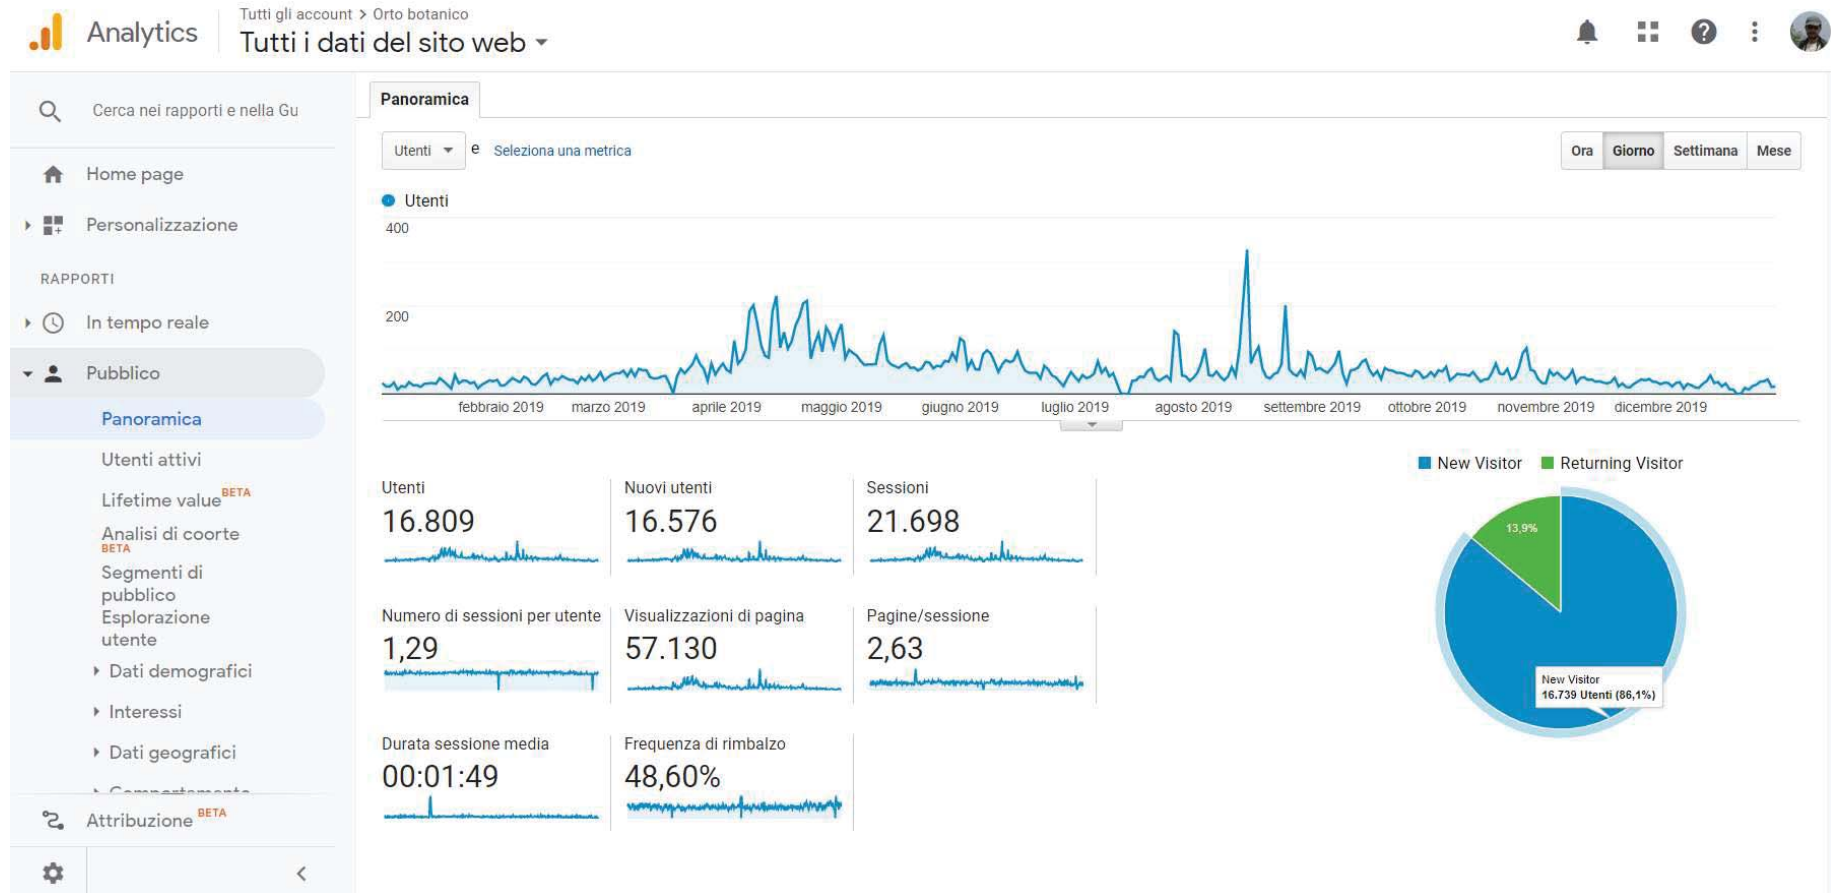 Analytics
Tutti gli account > Orto botanico
Tutti i dati del sito web
Cerca nei rapporti e nella Gu
Home page
Personalizzazione
RAPPORTI
In tempo reale
Pubblico
Panoramica
Utenti attivi
Lifetime value BETA
Analisi di coorte
BETA
Segmenti di
pubblico
Esplorazione
utente
Dati demografici
Interessi
Dati geografici
Comportamento
Attribuzione BETA
Panoramica
Utenti e Seleziona una metrica
Ora Giorno Settimana Mese
Utenti
400
200
febbraio 2019 marzo 2019 aprile 2019 maggio 2019 giugno 2019 luglio 2019 agosto 2019 settembre 2019 ottobre 2019 novembre 2019 dicembre 2019
Utenti
16.809
Nuovi utenti
16.576
Sessioni
21.698
Numero di sessioni per utente
1,29
Visualizzazioni di pagina
57.130
Pagine/sessione
2,63
Durata sessione media
00:01:49
Frequenza di rimbalzo
48,60%
New Visitor Returning Visitor
13,9%
New Visitor
16.739 Utenti (86,1%)